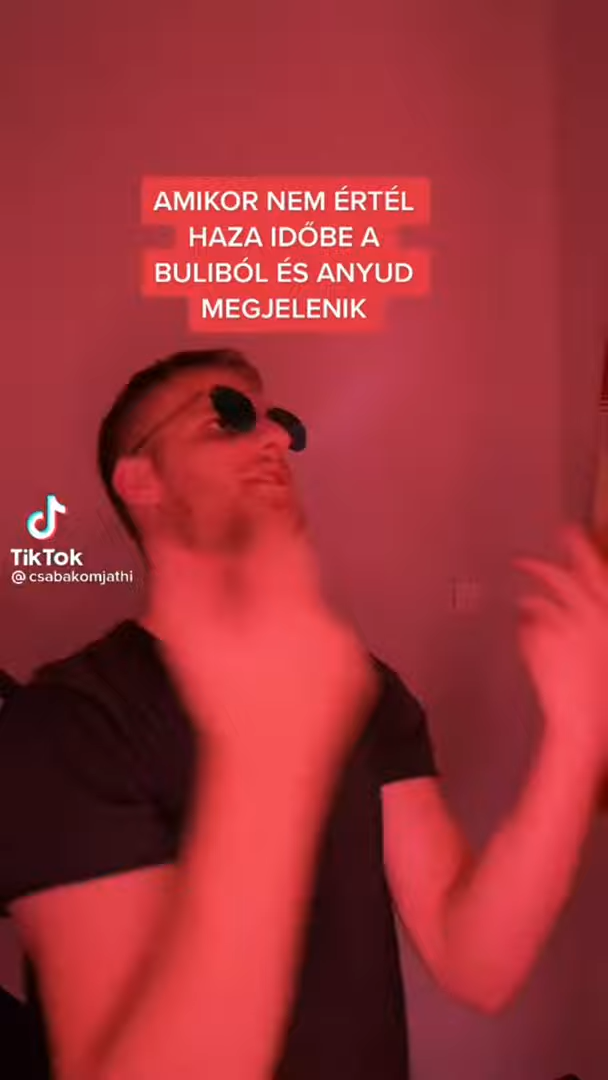 AMIKOR NEM ÉRTÉL
HAZA IDŐBE A
BULIBÓL ÉS ANYUD
MEGJELENIK
TikTok
@csabakomjathi